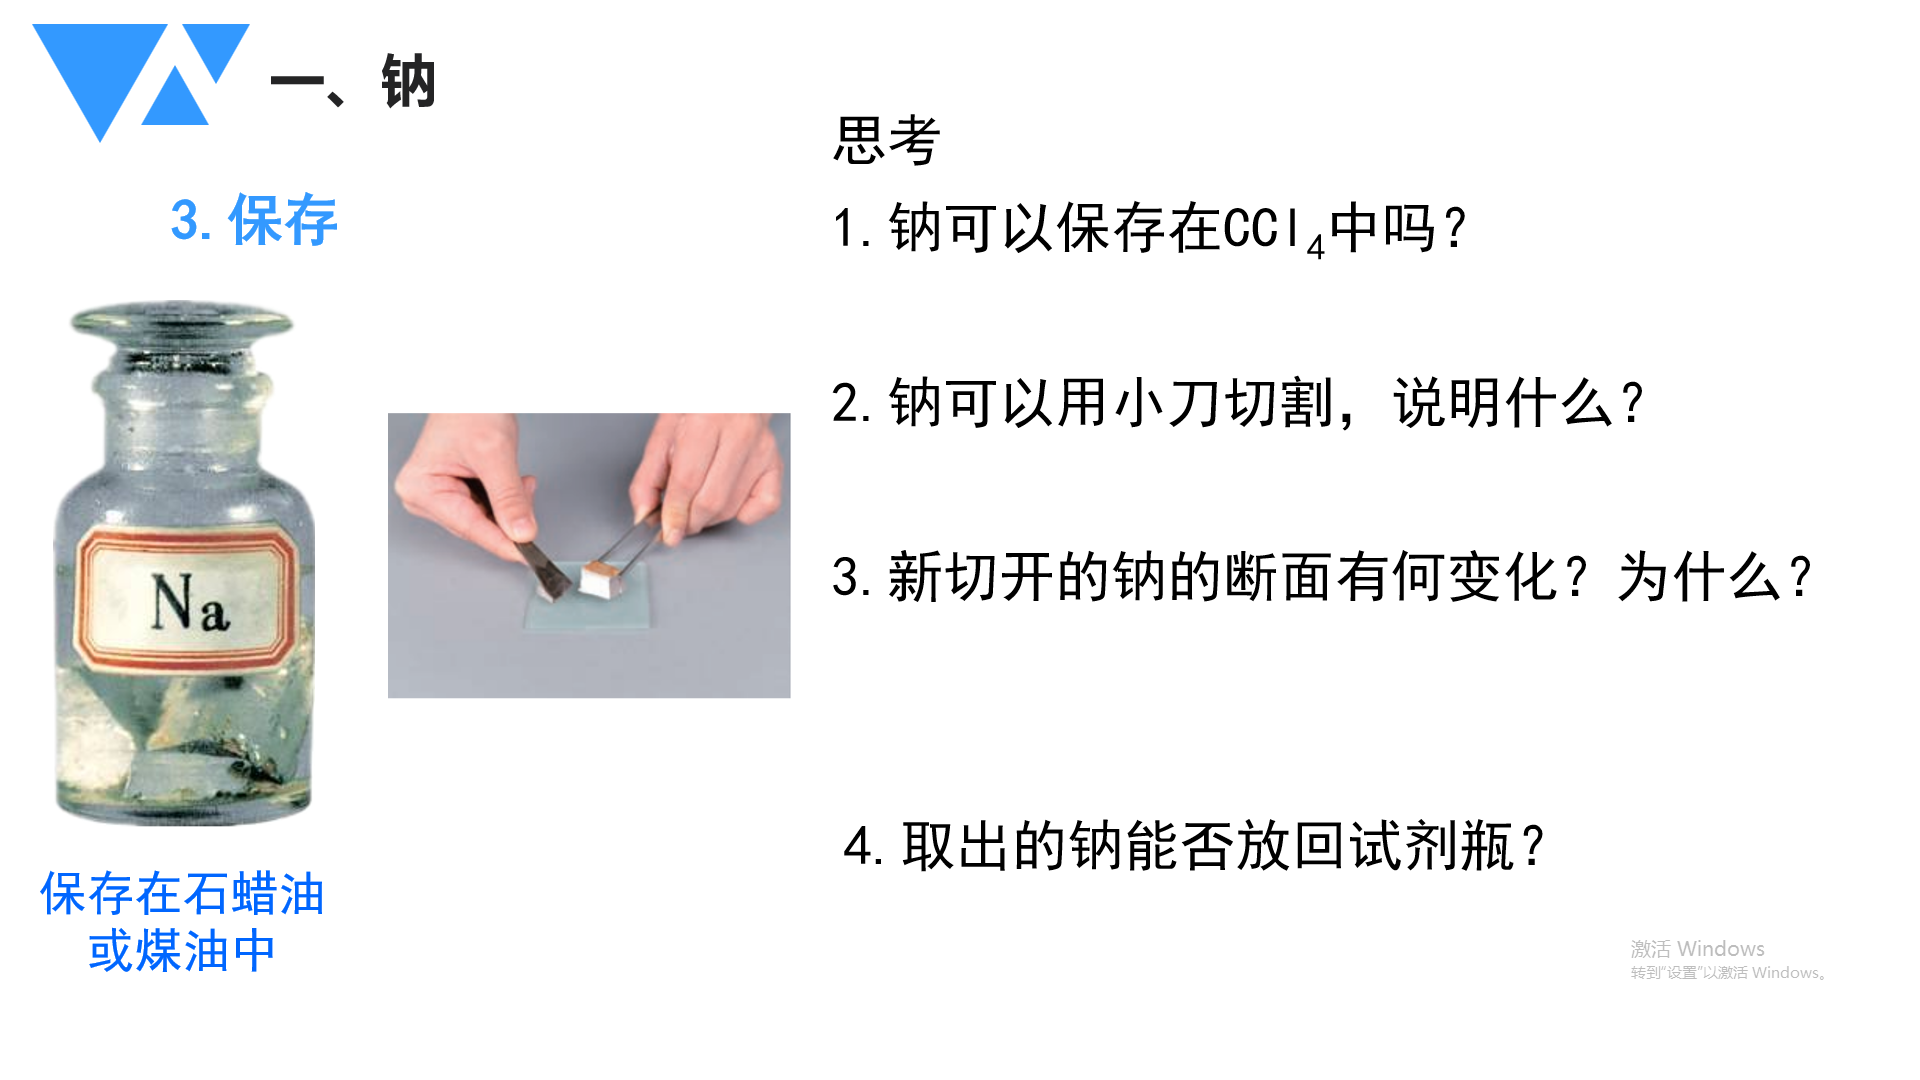 一、钠
3.保存
Na
保存在石蜡油
或煤油中
思考
1.钠可以保存在CCl₄中吗?
2.钠可以用小刀切割，说明什么?
3.新切开的钠的断面有何变化? 为什么?
4.取出的钠能否放回试剂瓶?
激活 Windows
转到“设置”以激活 Windows。